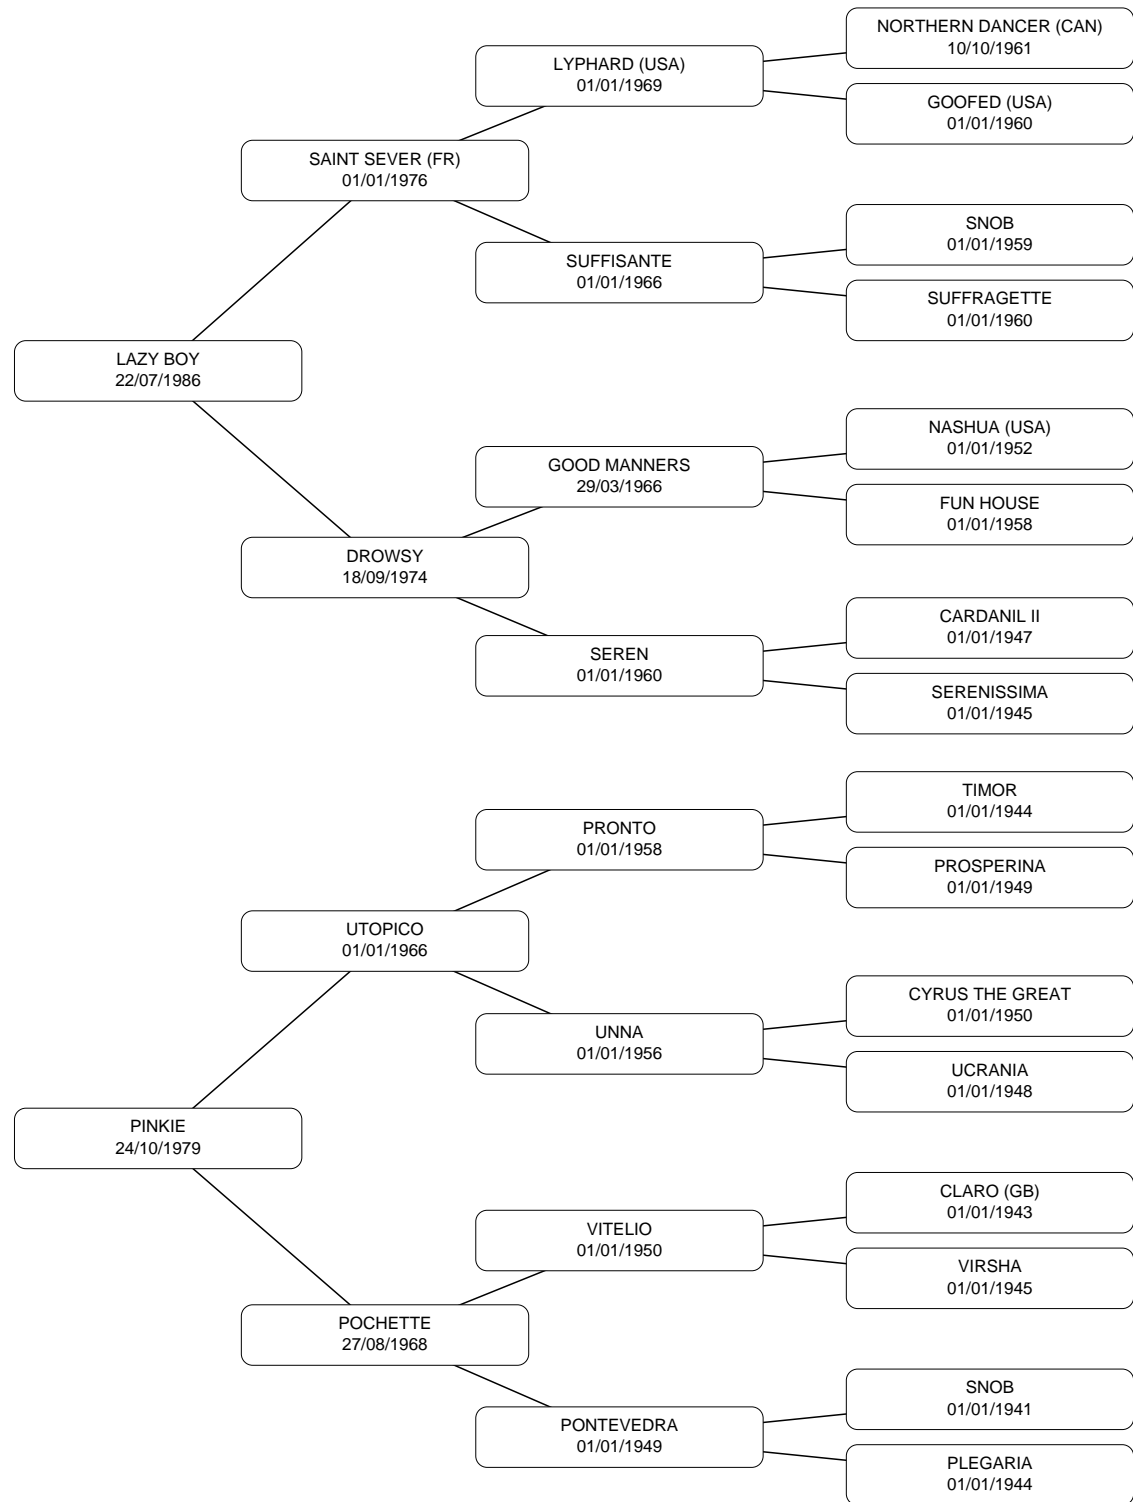 NORTHERN DANCER (CAN)
10/10/1961
LYPHARD (USA)
01/01/1969
GOOFED (USA)
01/01/1960
SAINT SEVER (FR)
01/01/1976
SNOB
01/01/1959
SUFFISANTE
01/01/1966
SUFFRAGETTE
01/01/1960
LAZY BOY
22/07/1986
NASHUA (USA)
01/01/1952
GOOD MANNERS
29/03/1966
FUN HOUSE
01/01/1958
DROWSY
18/09/1974
CARDANIL II
01/01/1947
SEREN
01/01/1960
SERENISSIMA
01/01/1945
TIMOR
01/01/1944
PRONTO
01/01/1958
PROSPERINA
01/01/1949
UTOPICO
01/01/1966
CYRUS THE GREAT
01/01/1950
UNNA
01/01/1956
UCRANIA
01/01/1948
PINKIE
24/10/1979
CLARO (GB)
01/01/1943
VITELIO
01/01/1950
VIRSHA
01/01/1945
POCHETTE
27/08/1968
SNOB
01/01/1941
PONTEVEDRA
01/01/1949
PLEGARIA
01/01/1944